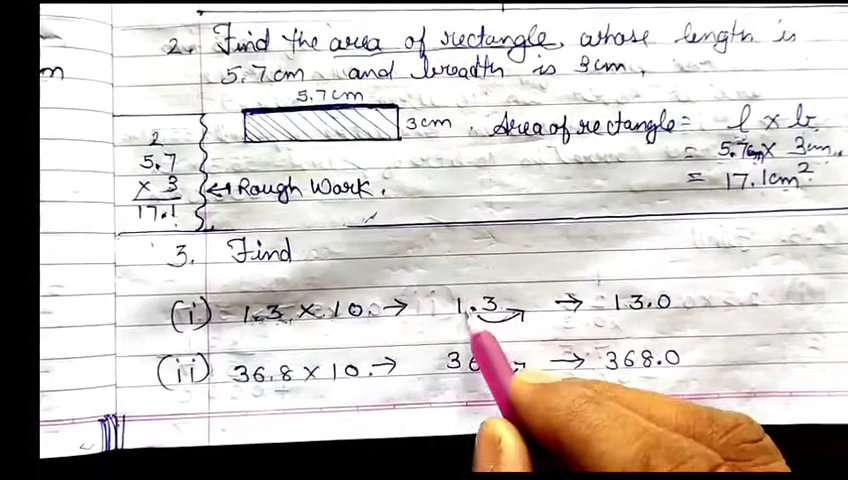 m
2. Find the area of rectangle, whose length is
5.7cm and breadth is 3cm,
5.7cm
3cm. Area of rectangle = l x b
= 5.7cm x 3cm
= 17.1cm²
2
5.7
x 3
17.1
← Rough Work.
3. Find
(i) 1.3 x 10. → 1.3 → 13.0
(ii) 36.8 x 10. → 36 → 368.0